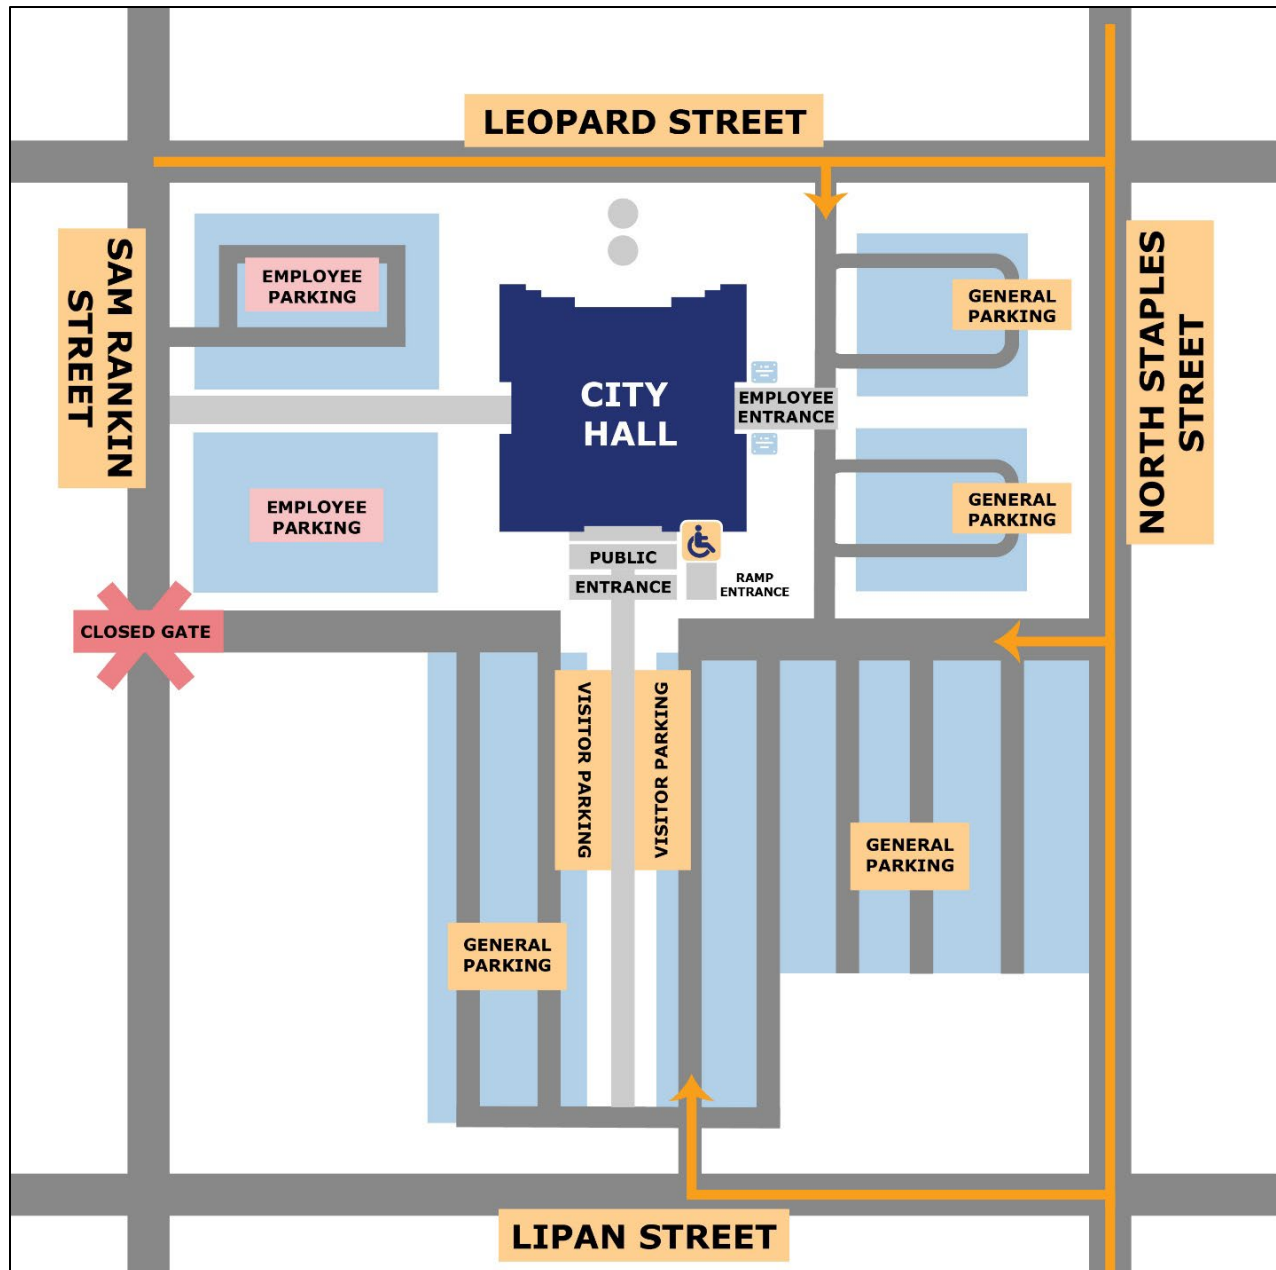 LEOPARD STREET
SAM RANKIN
STREET
EMPLOYEE
PARKING
GENERAL
PARKING
NORTH STAPLES
STREET
CITY
HALL
EMPLOYEE
ENTRANCE
EMPLOYEE
PARKING
GENERAL
PARKING
PUBLIC
ENTRANCE
RAMP
ENTRANCE
CLOSED GATE
VISITOR PARKING
VISITOR PARKING
GENERAL
PARKING
GENERAL
PARKING
LIPAN STREET